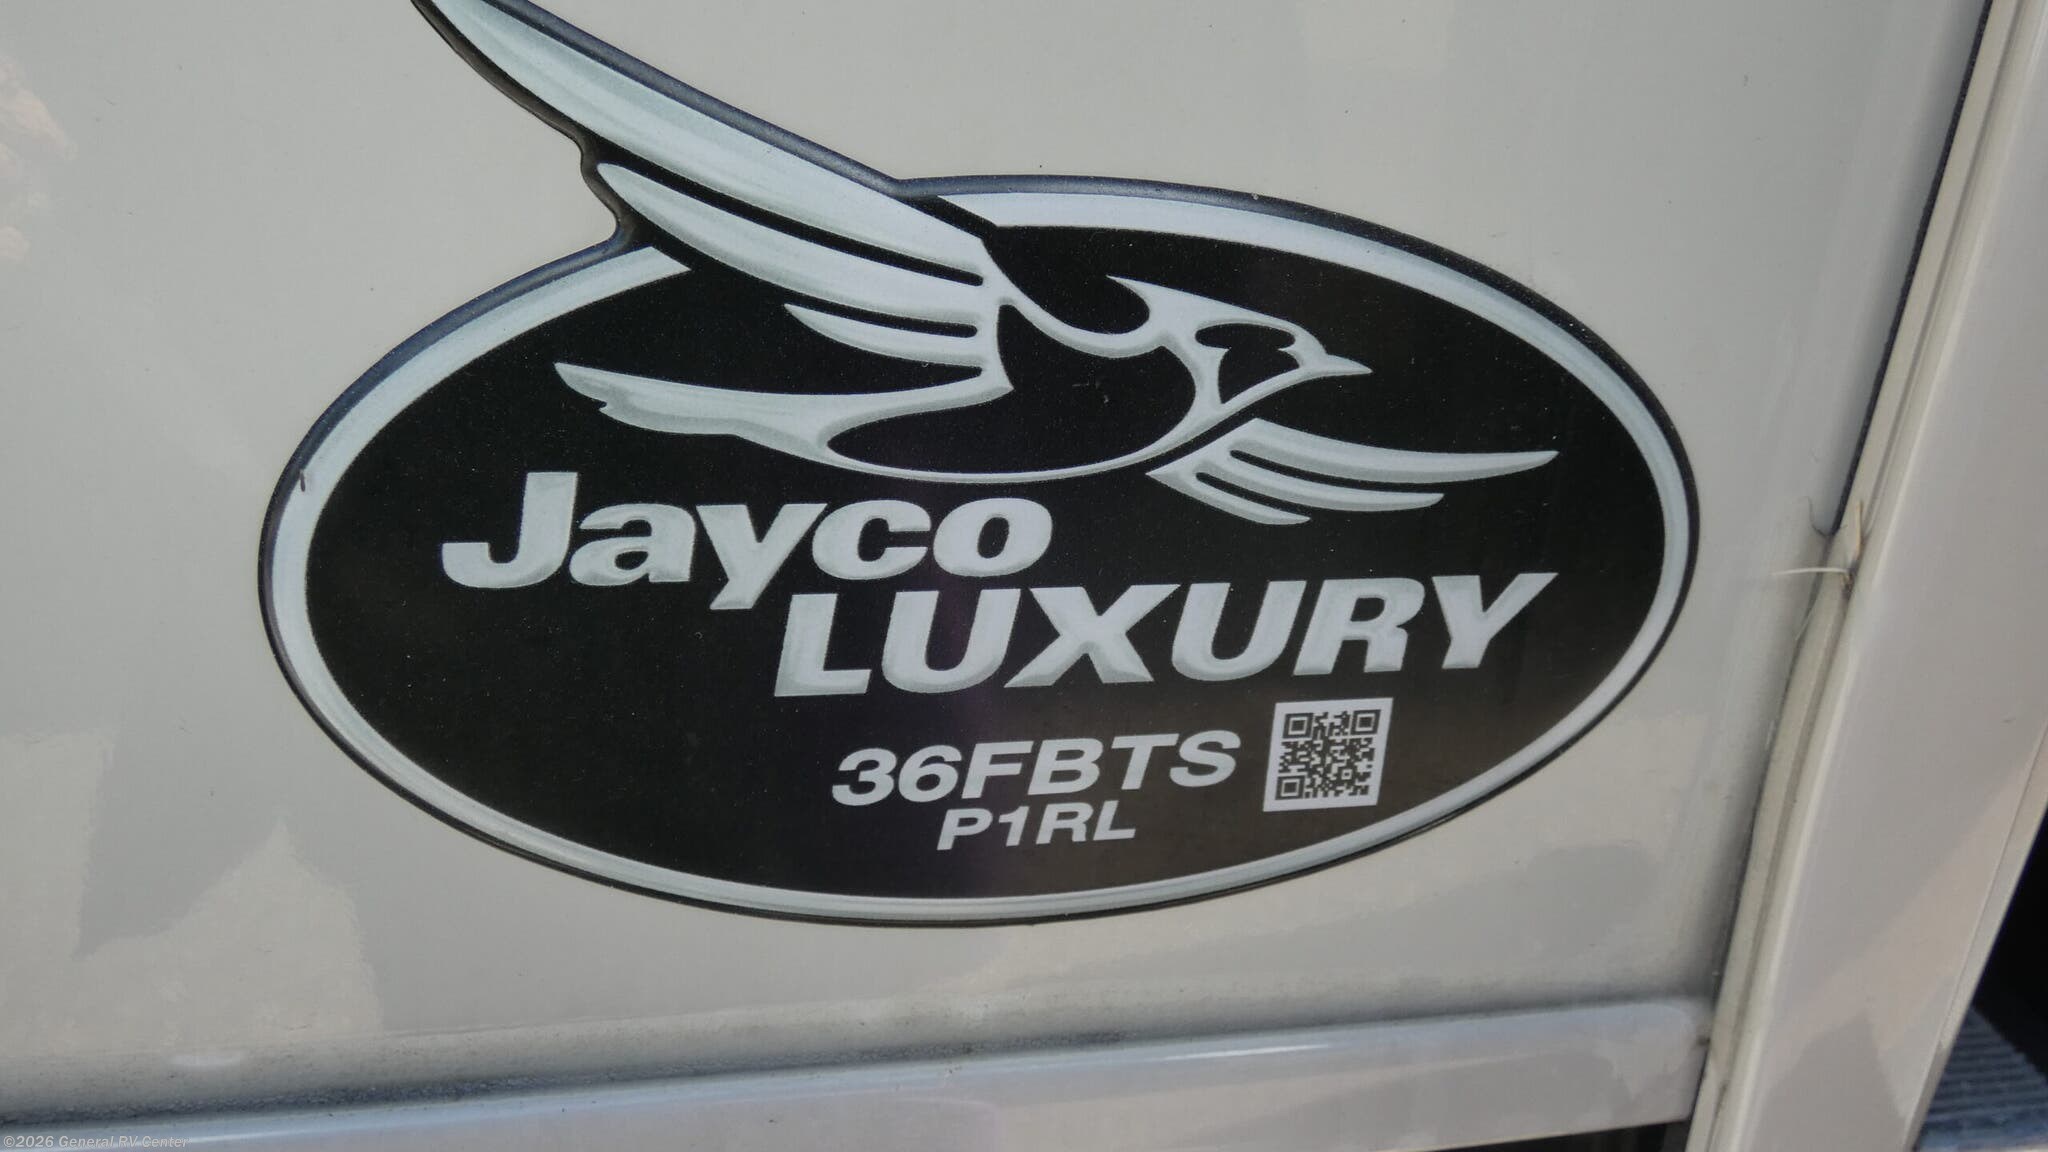 Jayco
LUXURY
36FBTS
P1RL
©2026 General RV Center